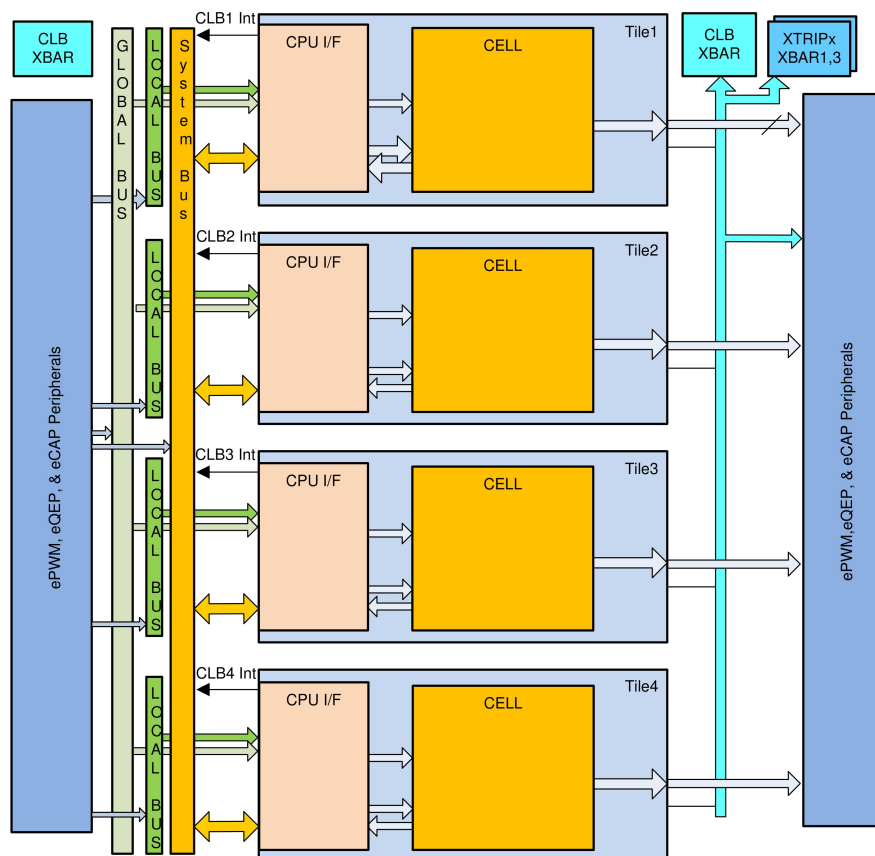 CLB
XBAR
GLOBAL BUS
LOCAL BUS
System Bus
CLB1 Int
CPU I/F
CELL
Tile1
CLB
XBAR
XTRIPx
XBAR1,3
LOCAL BUS
CLB2 Int
CPU I/F
CELL
Tile2
ePWM, eQEP, & eCAP Peripherals
ePWM,eQEP, & eCAP Peripherals
LOCAL BUS
CLB3 Int
CPU I/F
CELL
Tile3
LOCAL BUS
CLB4 Int
CPU I/F
CELL
Tile4